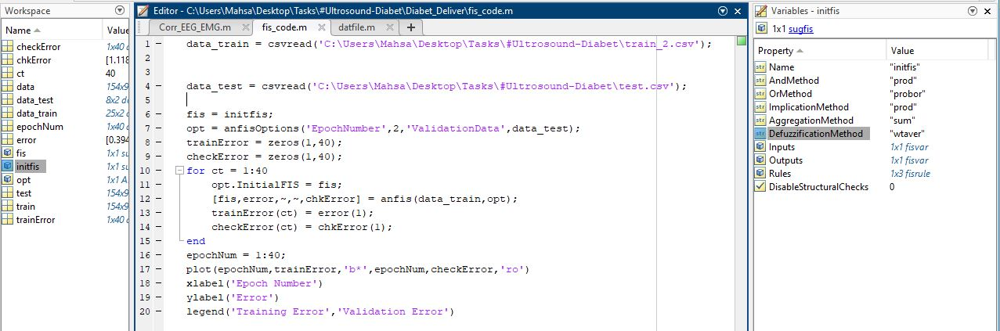 Workspace
Name Value
checkError 1x40 d
chkError [1.118
ct 40
data 154x9
data_test 8x2 do
data_train 25x2 d
epochNum 1x40 d
error [0.394
fis 1x1 su
initfis 1x1 su
opt 1x1 A
test 154x9
train 154x9
trainError 1x40 d
Editor - C:\Users\Mahsa\Desktop\Tasks\#Ultrosound-Diabet\Diabet_Deliver\fis_code.m
Corr_EEG_EMG.m fis_code.m datfile.m
1 data_train = csvread('C:\Users\Mahsa\Desktop\Tasks\#Ultrosound-Diabet\train_2.csv');
2
3
4 data_test = csvread('C:\Users\Mahsa\Desktop\Tasks\#Ultrosound-Diabet\test.csv');
5
6 fis = initfis;
7 opt = anfisOptions('EpochNumber',2,'ValidationData',data_test);
8 trainError = zeros(1,40);
9 checkError = zeros(1,40);
10 for ct = 1:40
11 opt.InitialFIS = fis;
12 [fis,error,~,~,chkError] = anfis(data_train,opt);
13 trainError(ct) = error(1);
14 checkError(ct) = chkError(1);
15 end
16 epochNum = 1:40;
17 plot(epochNum,trainError,'b*',epochNum,checkError,'ro')
18 xlabel('Epoch Number')
19 ylabel('Error')
20 legend('Training Error','Validation Error')
Variables - initfis
1x1 sugfis
Property Value
str Name "initfis"
str AndMethod "prod"
str OrMethod "probor"
str ImplicationMethod "prod"
str AggregationMethod "sum"
str DefuzzificationMethod "wtaver"
Inputs 1x1 fisvar
Outputs 1x1 fisvar
Rules 1x3 fisrule
DisableStructuralChecks 0